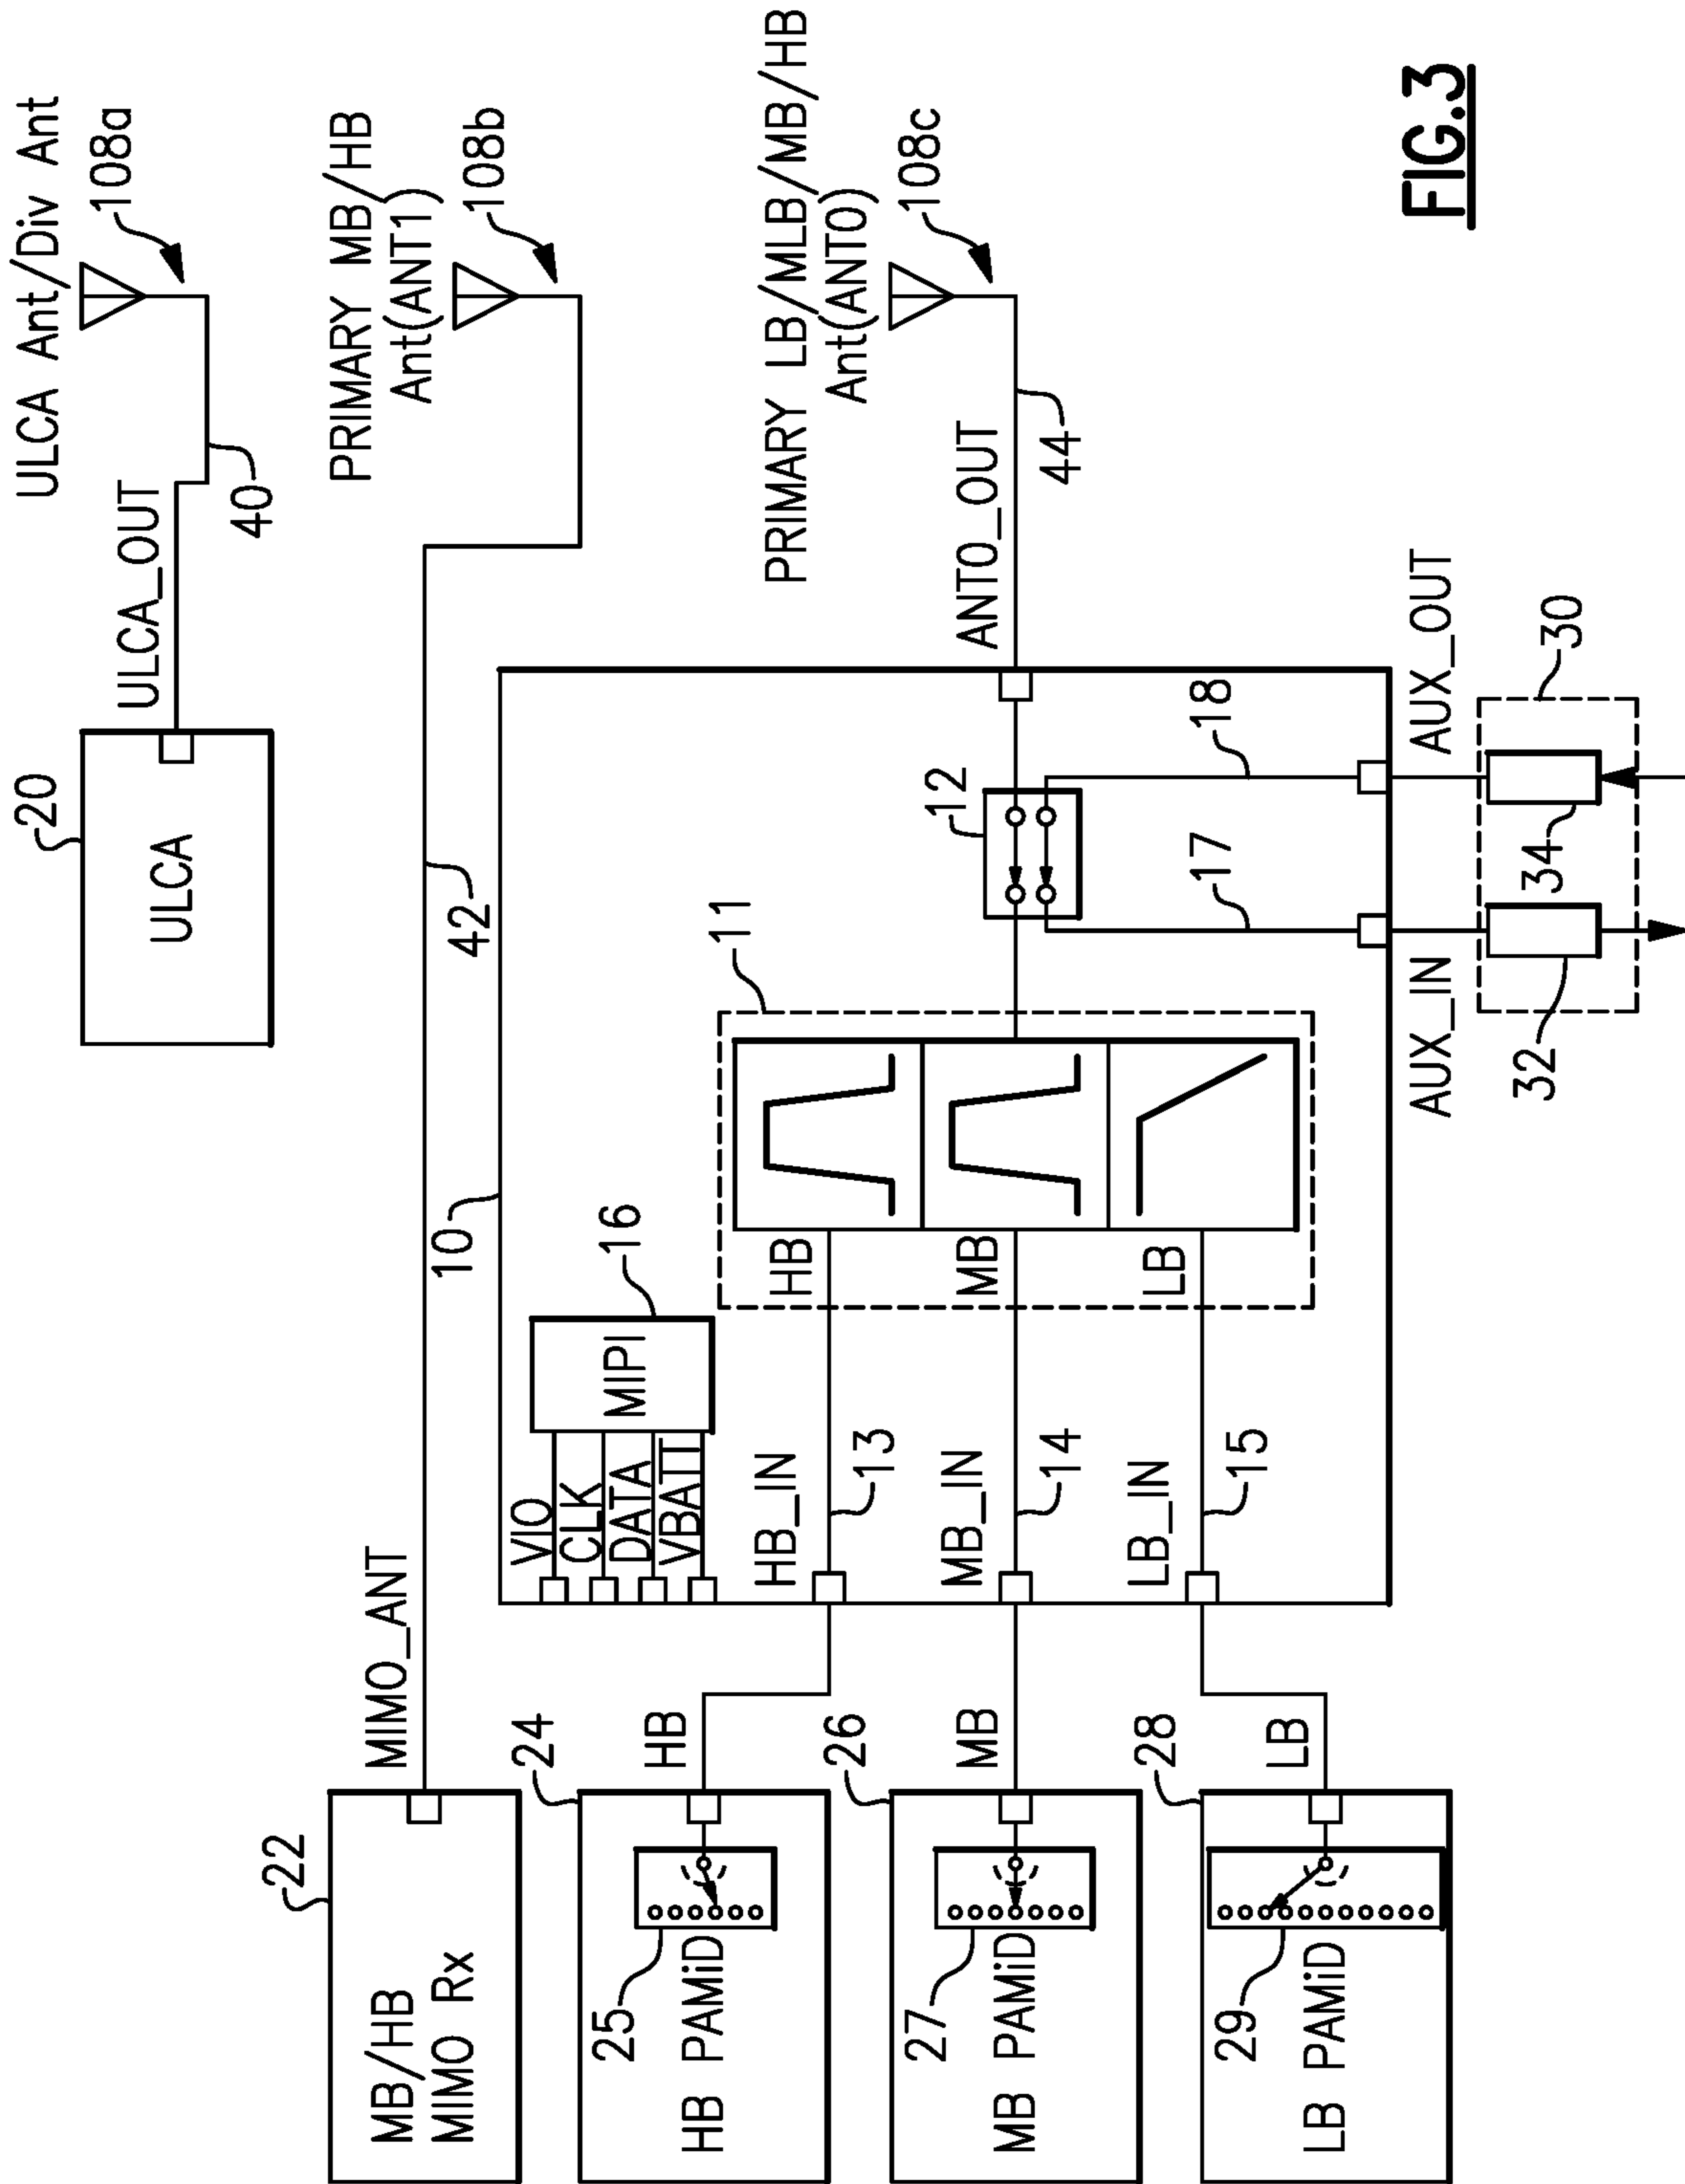 20
ULCA
ULCA_OUT
40
ULCA Ant/Div Ant
108a
22
MB/HB
MIMO Rx
MIMO_ANT
42
PRIMARY MB/HB
Ant(ANT1)
108b
10
VIO
CLK
DATA
VBATT
MIPI
16
24
25
HB PAMiD
HB
HB_IN
13
HB
11
12
ANTO_OUT
PRIMARY LB/MLB/MB/HB
Ant(ANTO)
108c
44
26
27
MB PAMiD
MB
MB_IN
14
MB
17
18
28
29
LB PAMiD
LB
LB_IN
15
LB
AUX_IN
AUX_OUT
32
34
30
FIG.3